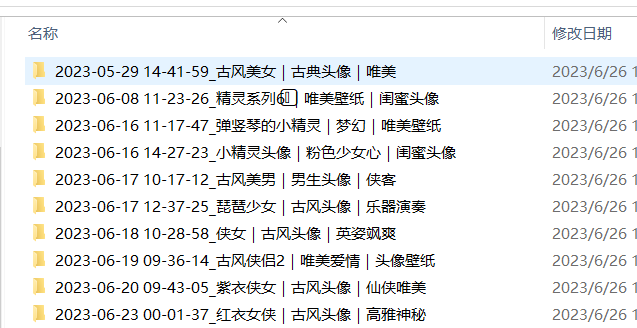 名称 修改日期
2023-05-29 14-41-59_古风美女｜古典头像｜唯美 2023/6/26 1
2023-06-08 11-23-26_精灵系列6️⃣｜唯美壁纸｜闺蜜头像 2023/6/26 1
2023-06-16 11-17-47_弹竖琴的小精灵｜梦幻｜唯美壁纸 2023/6/26 1
2023-06-16 14-27-23_小精灵头像｜粉色少女心｜闺蜜头像 2023/6/26 1
2023-06-17 10-17-12_古风美男｜男生头像｜侠客 2023/6/26 1
2023-06-17 12-37-25_琵琶少女｜古风头像｜乐器演奏 2023/6/26 1
2023-06-18 10-28-58_侠女｜古风头像｜英姿飒爽 2023/6/26 1
2023-06-19 09-36-14_古风侠侣2｜唯美爱情｜头像壁纸 2023/6/26 1
2023-06-20 09-43-05_紫衣侠女｜古风头像｜仙侠唯美 2023/6/26 1
2023-06-23 00-01-37_红衣女侠｜古风头像｜高雅神秘 2023/6/26 1